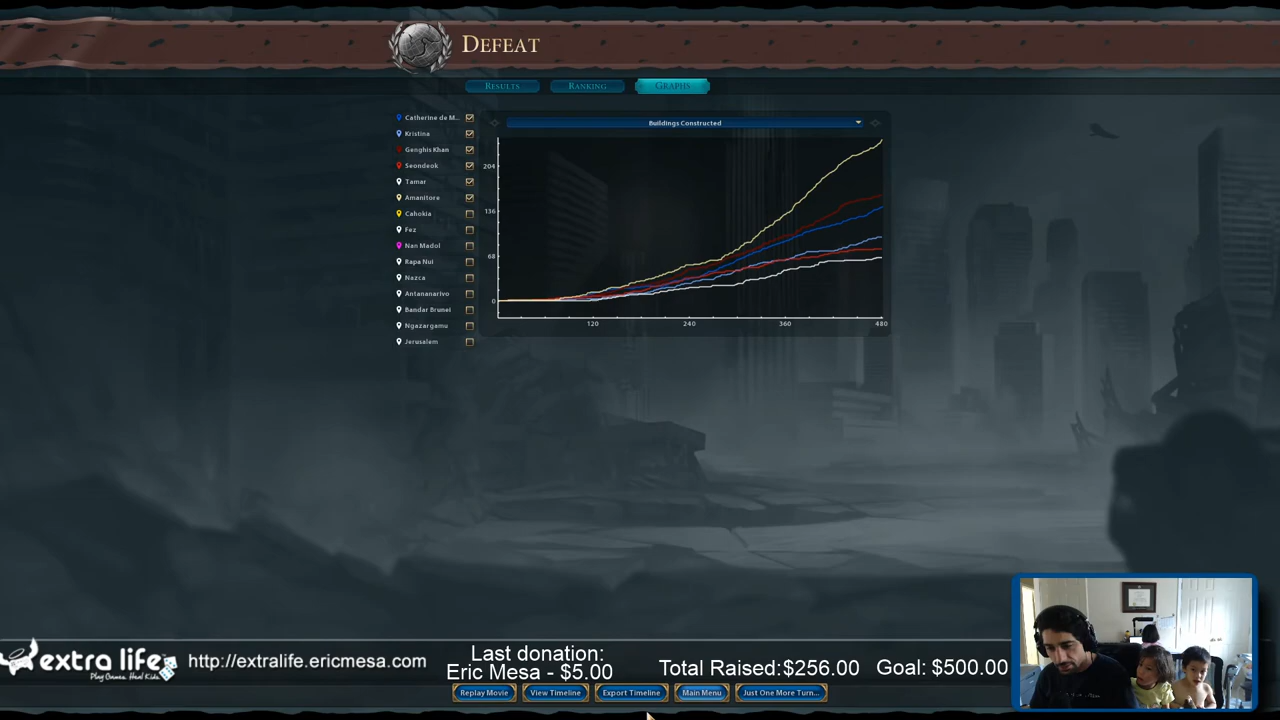 DEFEAT
RESULTS
RANKING
GRAPHS
Catherine de M...
Kristina
Genghis Khan
Seondeok
Tamar
Amanitore
Cahokia
Fez
Nan Madol
Rapa Nui
Nazca
Antananarivo
Bandar Brunei
Ngazargamu
Jerusalem
Buildings Constructed
204
136
68
0
120
240
360
480
extra life
Play Games. Heal Kids.
http://extralife.ericmesa.com
Last donation:
Eric Mesa - $5.00
Total Raised:$256.00
Goal: $500.00
Replay Movie
View Timeline
Export Timeline
Main Menu
Just One More Turn...